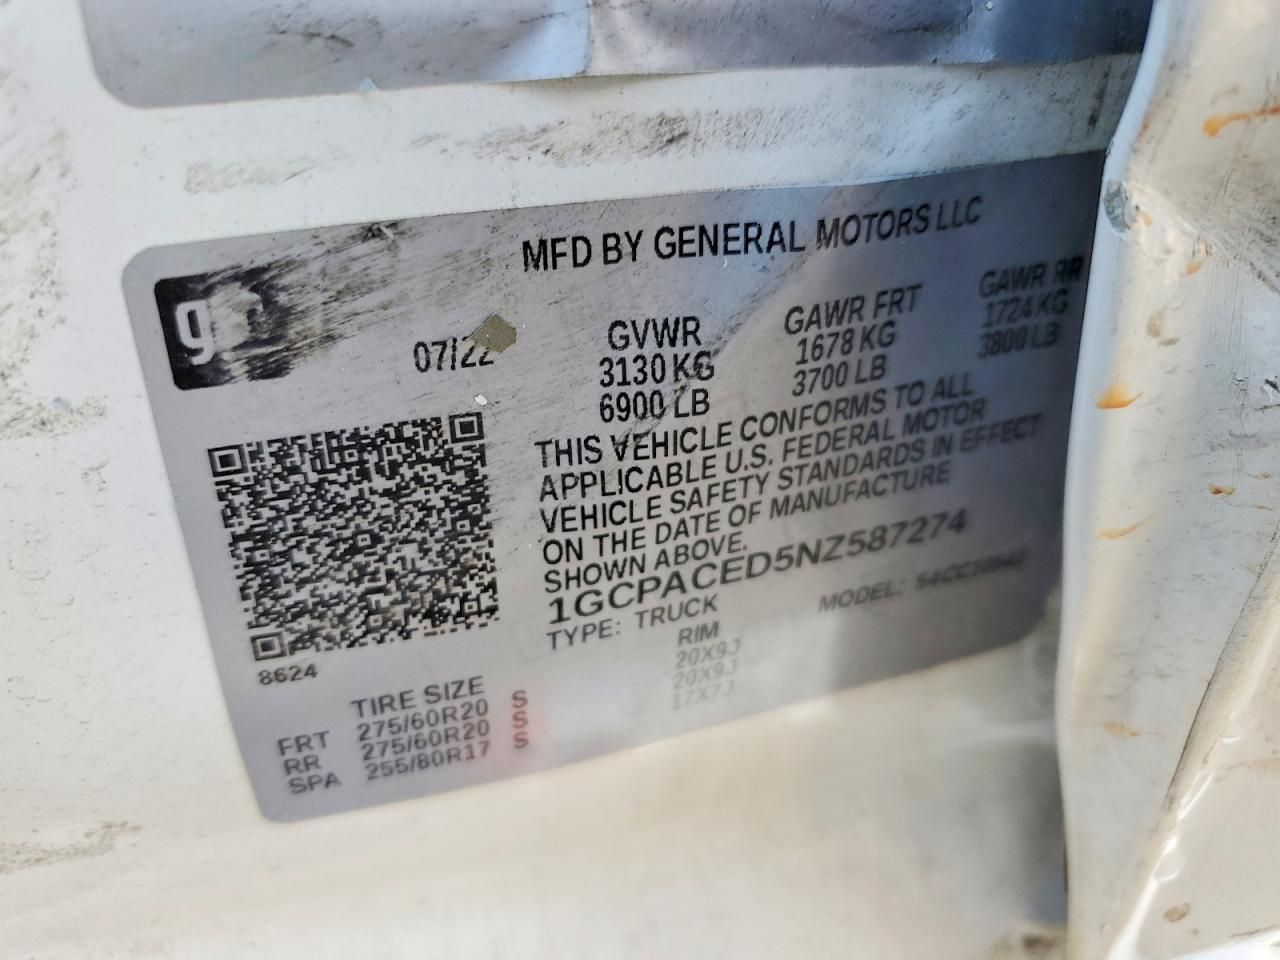 MFD BY GENERAL MOTORS LLC
07/22
GVWR GAWR FRT GAWR RR
3130 KG 1678 KG 1724 KG
6900 LB 3700 LB 3800 LB
THIS VEHICLE CONFORMS TO ALL
APPLICABLE U.S. FEDERAL MOTOR
VEHICLE SAFETY STANDARDS IN EFFECT
ON THE DATE OF MANUFACTURE
SHOWN ABOVE.
1GCPACED5NZ587274
TYPE: TRUCK MODEL:
8624
TIRE SIZE RIM
FRT 275/60R20 S 20X9J
RR 275/60R20 S 20X9J
SPA 255/80R17 S 17X7J